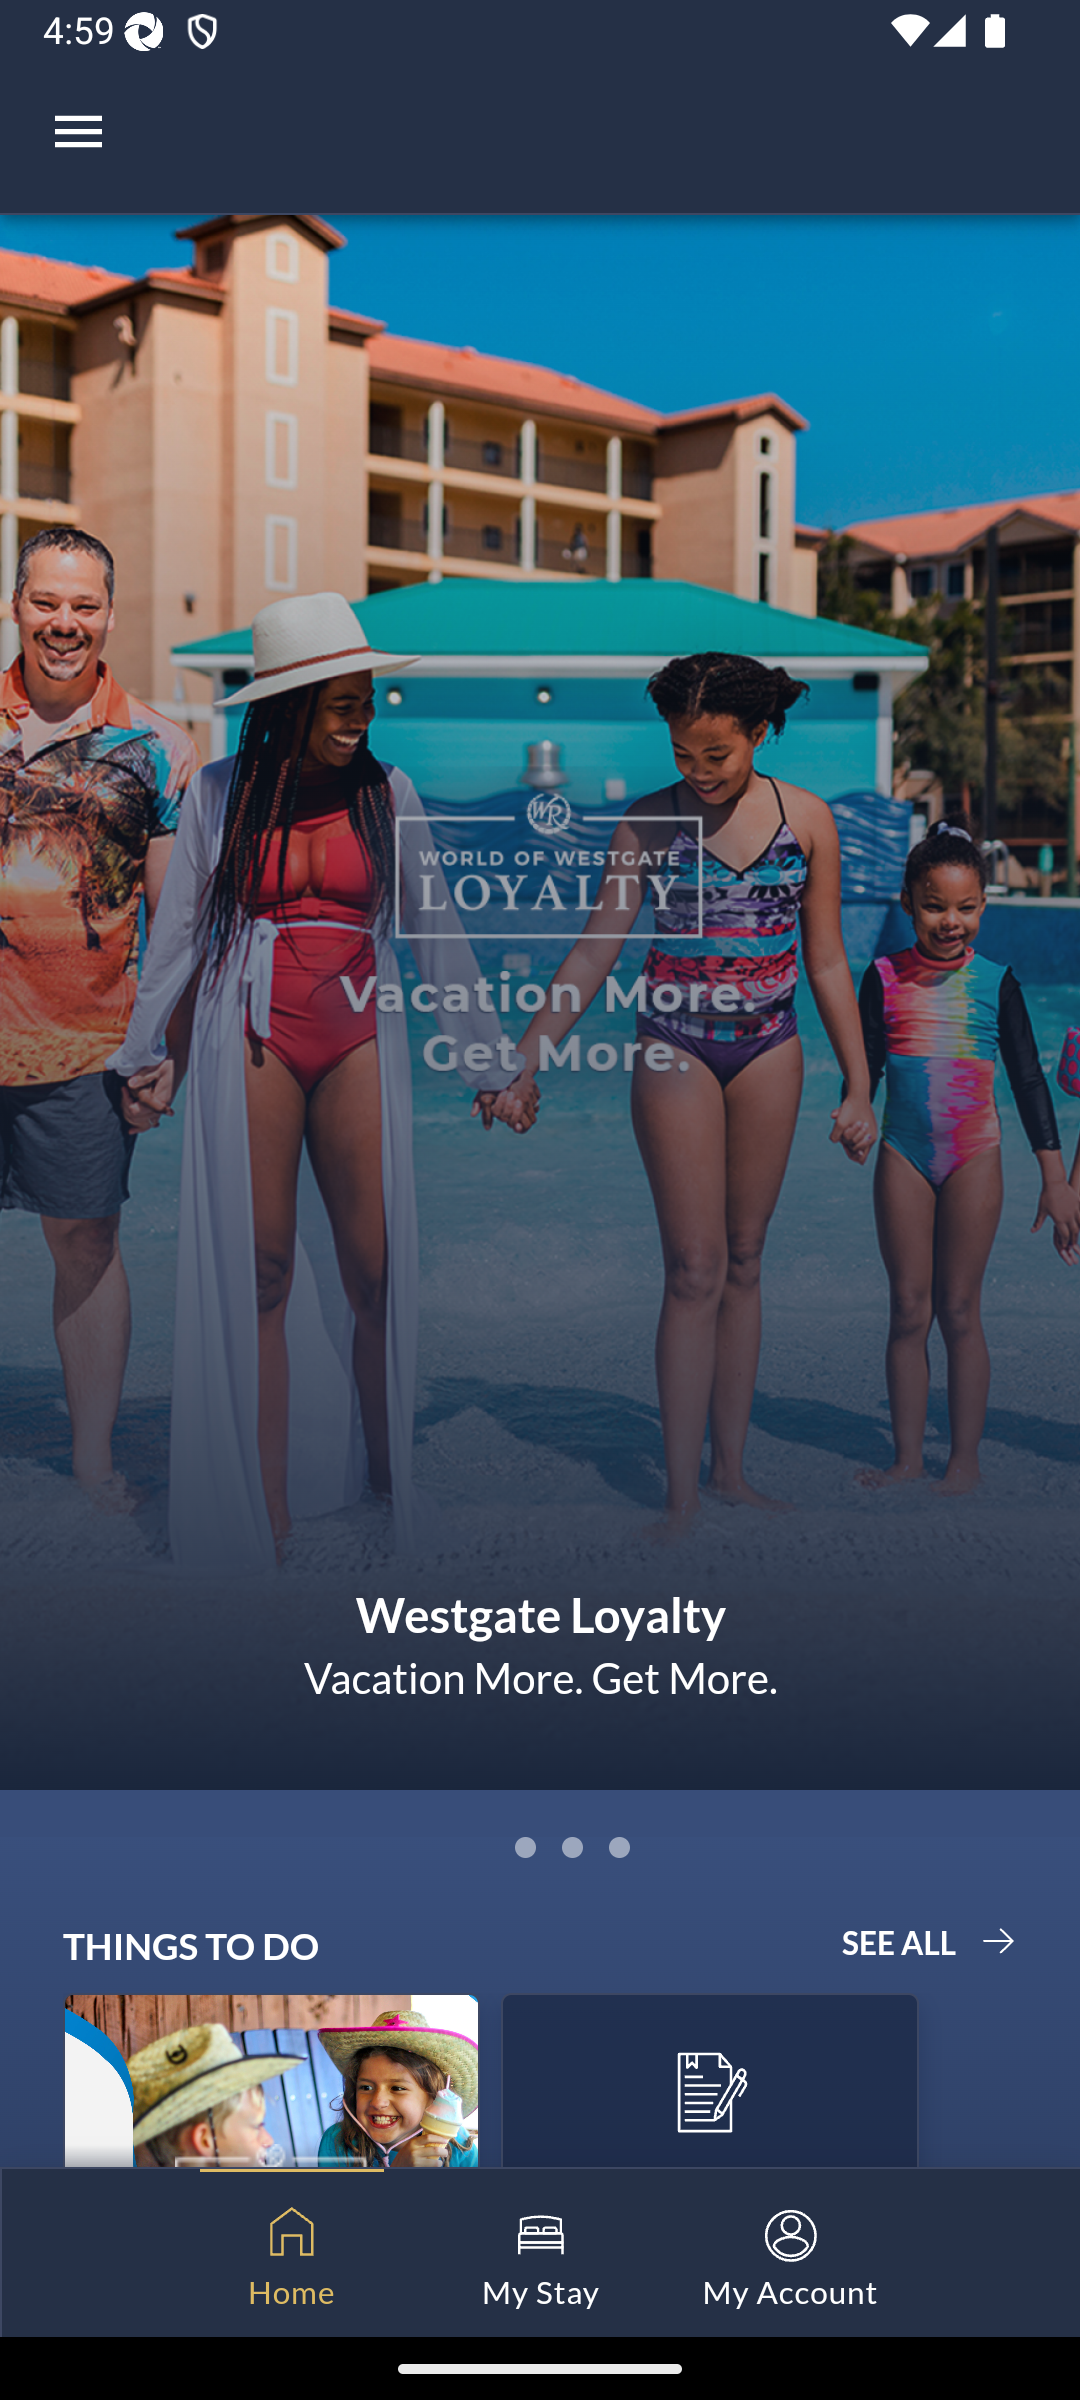 4:59
WR
WORLD OF WESTGATE
LOYALTY
Vacation More.
Get More.
Westgate Loyalty
Vacation More. Get More.
THINGS TO DO
SEE ALL
Home
My Stay
My Account